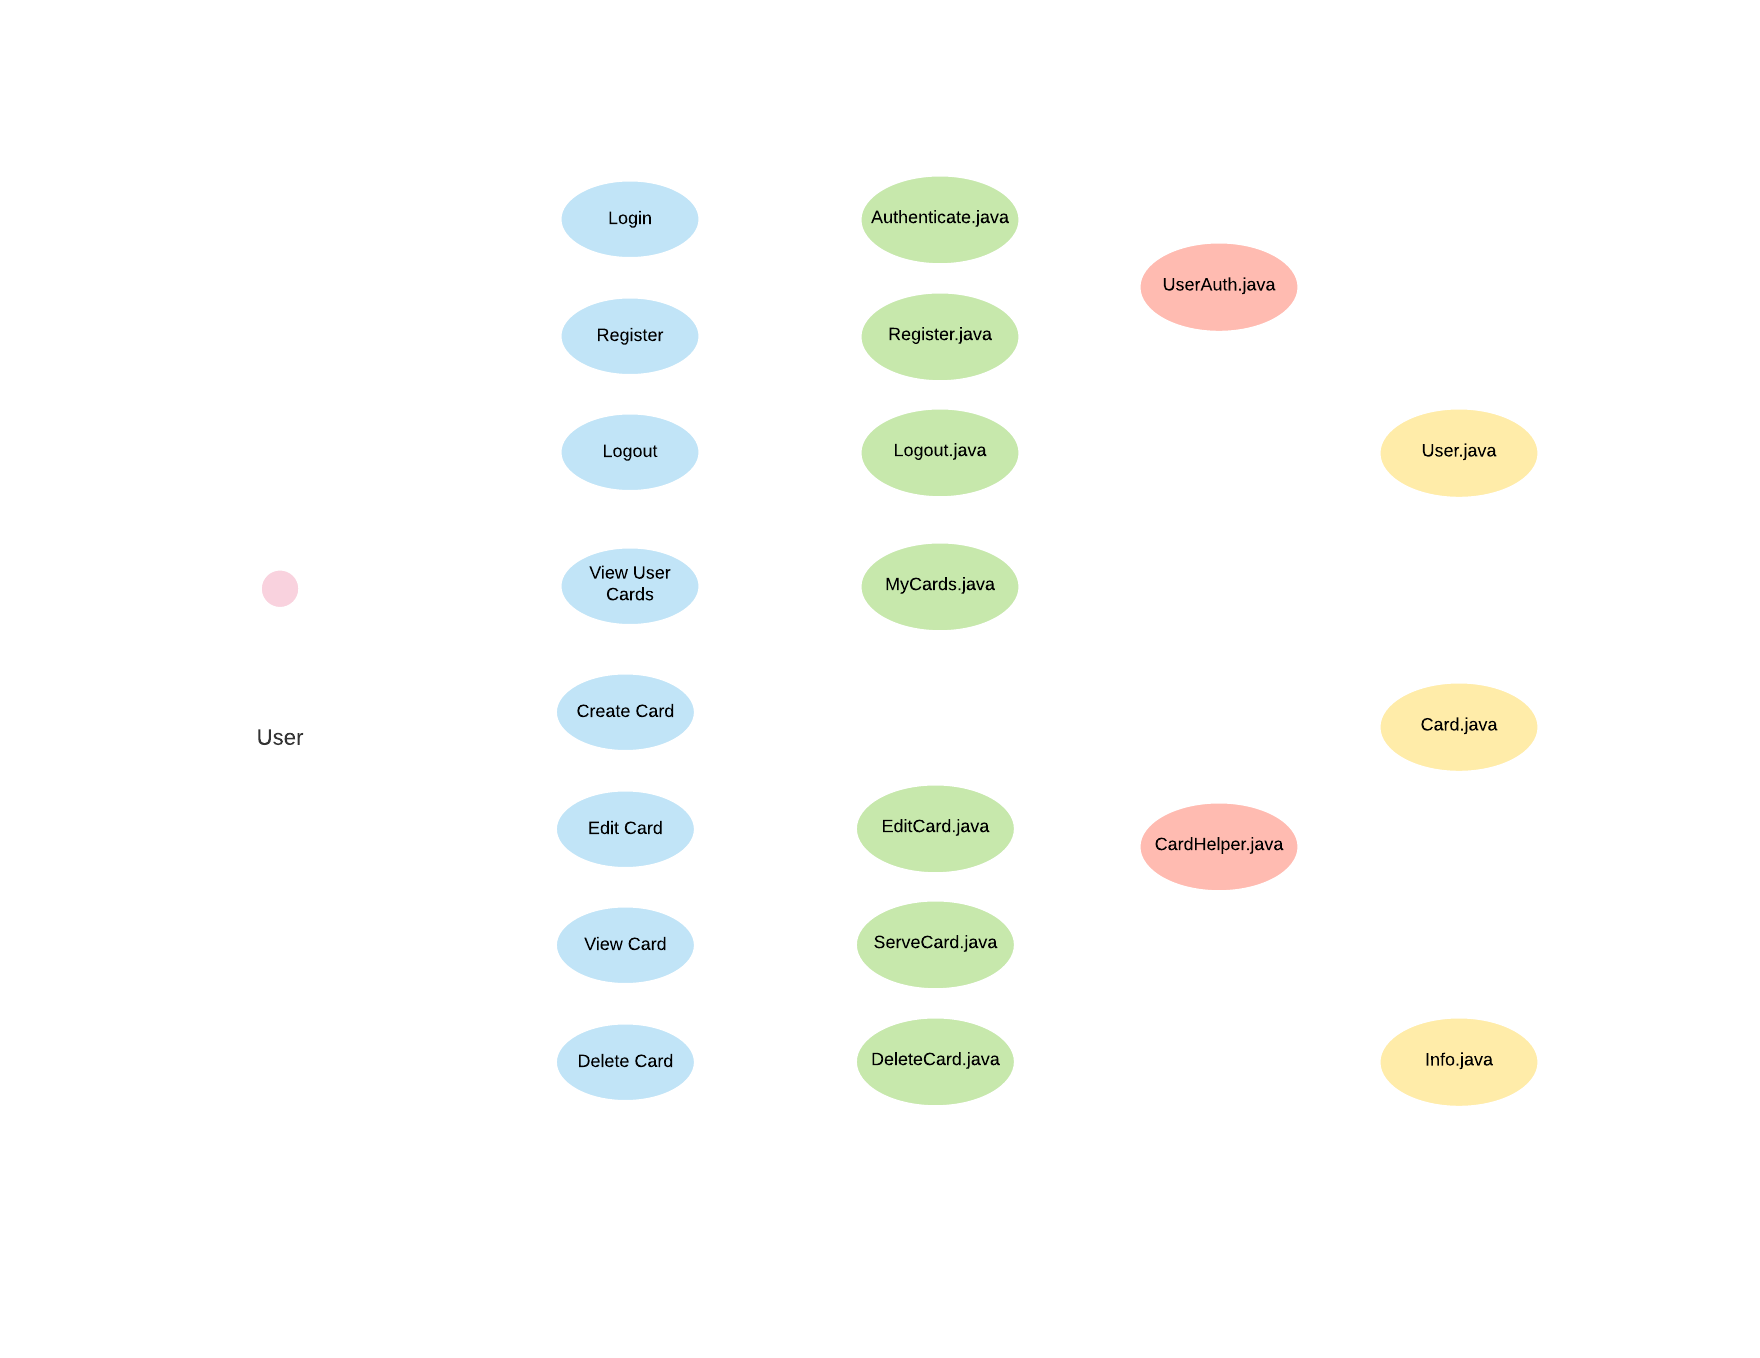 Login
Authenticate.java
UserAuth.java
Register
Register.java
Logout
Logout.java
User.java
View User
Cards
MyCards.java
User
Create Card
Card.java
Edit Card
EditCard.java
CardHelper.java
View Card
ServeCard.java
Delete Card
DeleteCard.java
Info.java